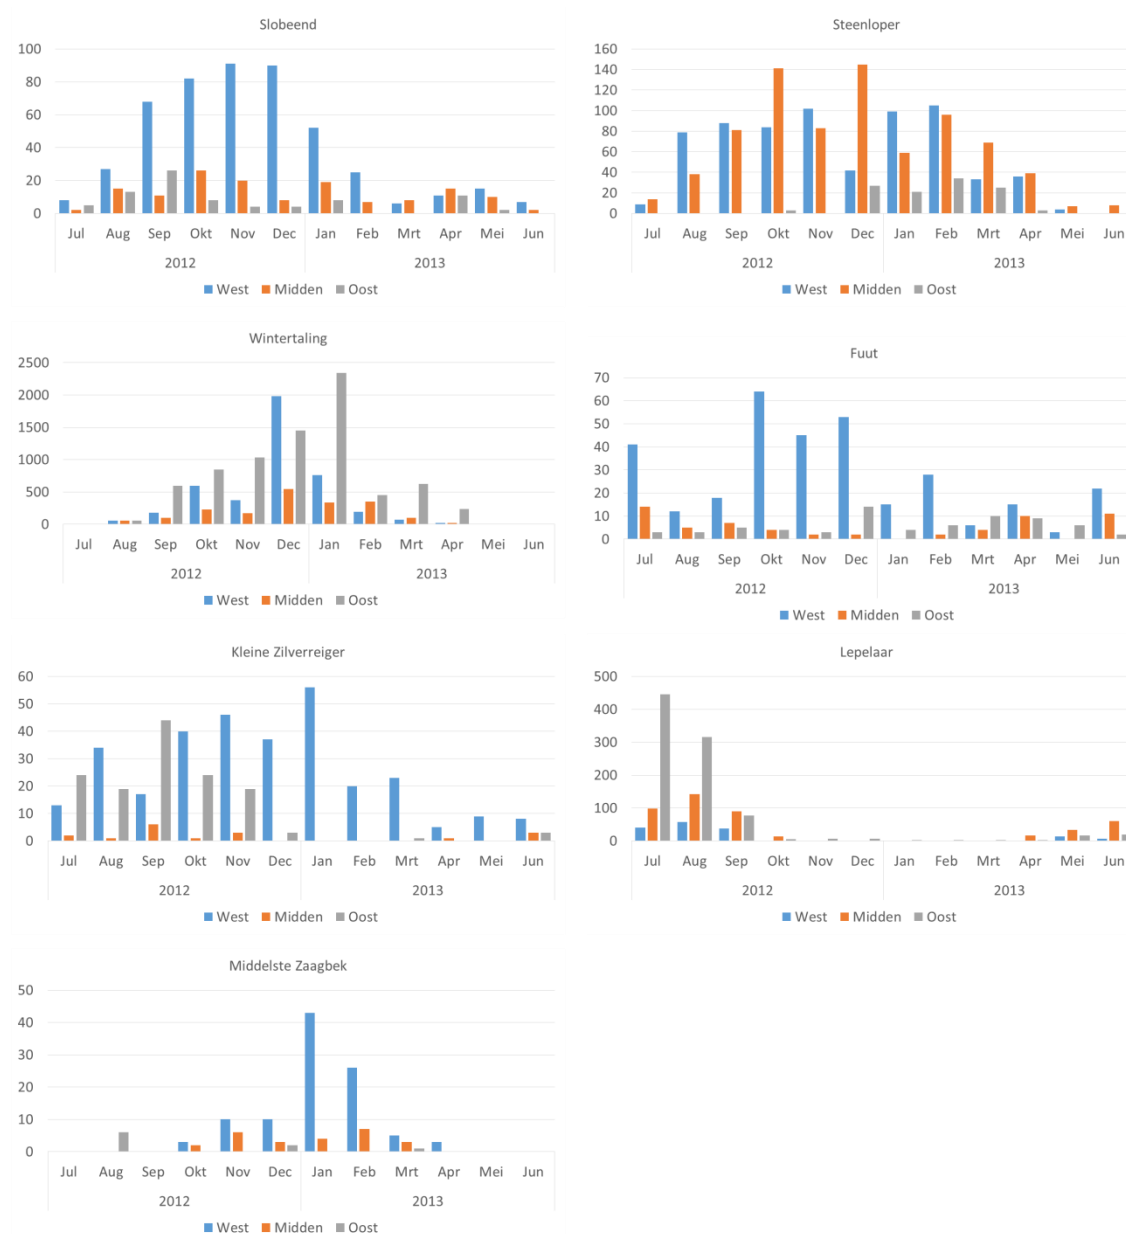 Slobeend
100
80
60
40
20
0
Jul Aug Sep Okt Nov Dec Jan Feb Mrt Apr Mei Jun
2012 2013
West Midden Oost
Steenloper
160
140
120
100
80
60
40
20
0
Jul Aug Sep Okt Nov Dec Jan Feb Mrt Apr Mei Jun
2012 2013
West Midden Oost
Wintertaling
2500
2000
1500
1000
500
0
Jul Aug Sep Okt Nov Dec Jan Feb Mrt Apr Mei Jun
2012 2013
West Midden Oost
Fuut
70
60
50
40
30
20
10
0
Jul Aug Sep Okt Nov Dec Jan Feb Mrt Apr Mei Jun
2012 2013
West Midden Oost
Kleine Zilverreiger
60
50
40
30
20
10
0
Jul Aug Sep Okt Nov Dec Jan Feb Mrt Apr Mei Jun
2012 2013
West Midden Oost
Lepelaar
500
400
300
200
100
0
Jul Aug Sep Okt Nov Dec Jan Feb Mrt Apr Mei Jun
2012 2013
West Midden Oost
Middelste Zaagbek
50
40
30
20
10
0
Jul Aug Sep Okt Nov Dec Jan Feb Mrt Apr Mei Jun
2012 2013
West Midden Oost